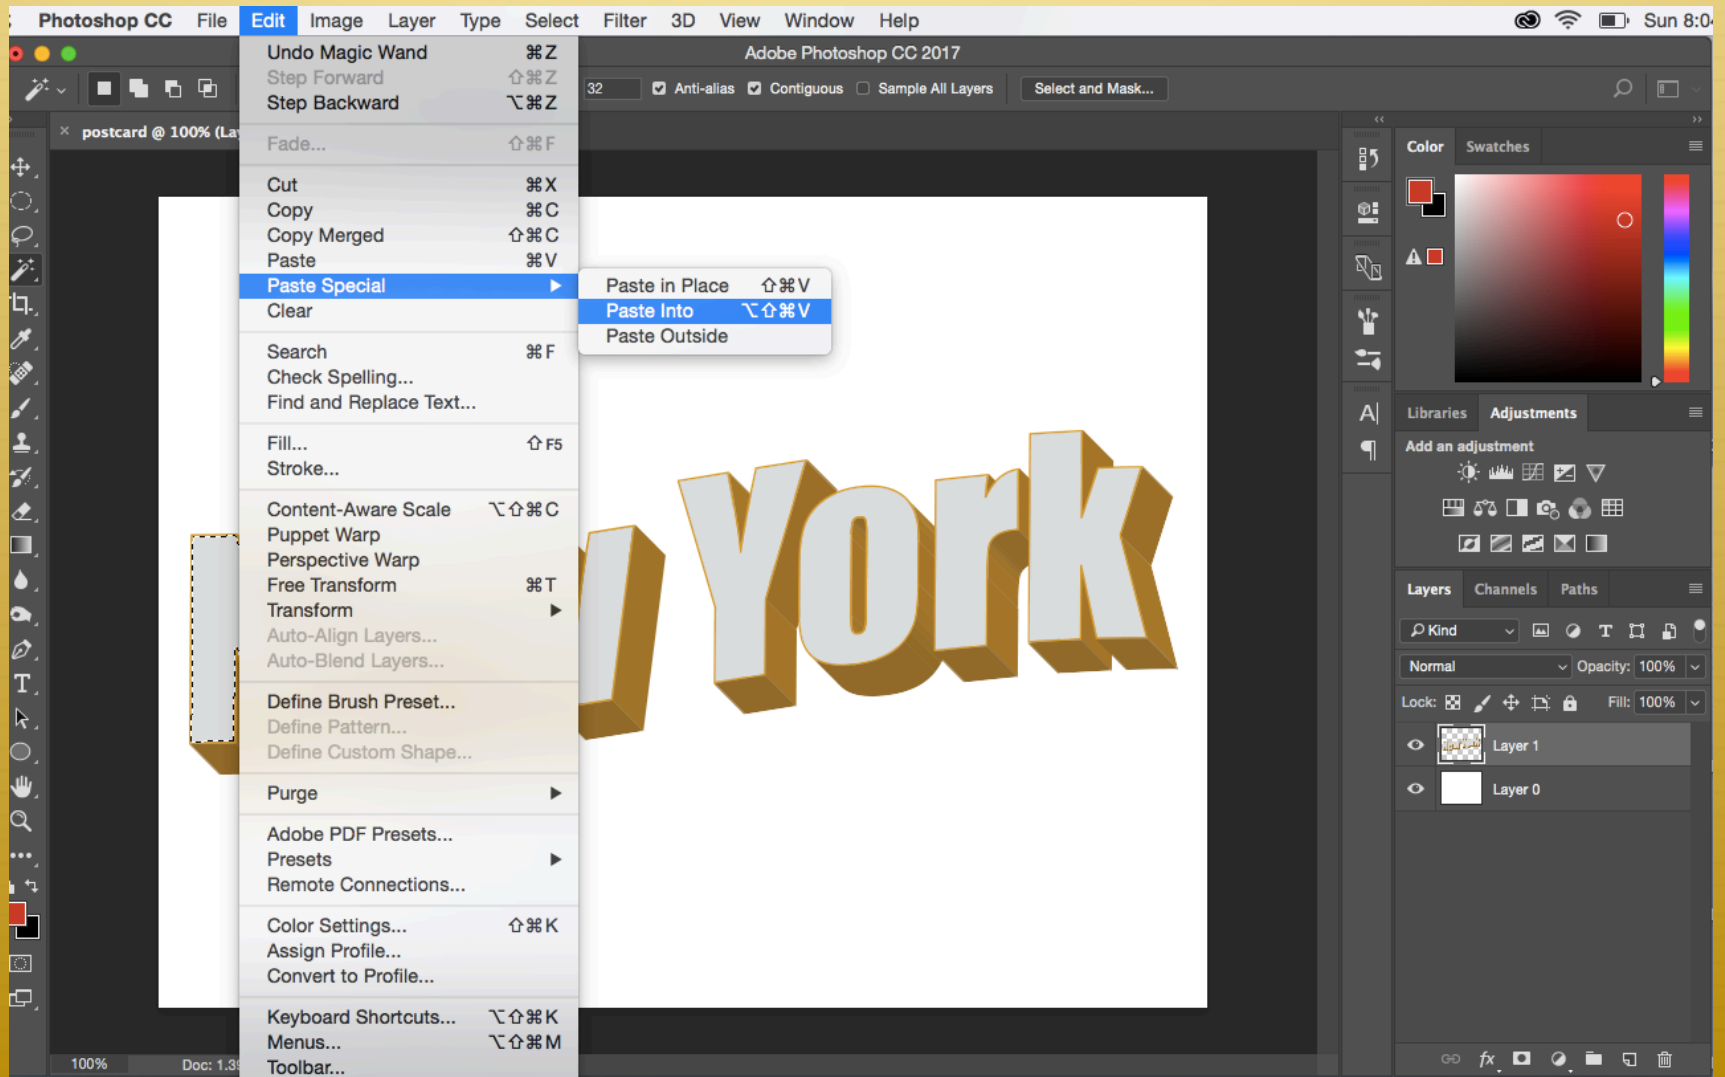 Photoshop CC File Edit Image Layer Type Select Filter 3D View Window Help Sun
Adobe Photoshop CC 2017
32 Anti-alias Contiguous Sample All Layers Select and Mask...
× postcard @ 100%
Undo Magic Wand ⌘Z
Step Forward ⇧⌘Z
Step Backward ⌥⌘Z
Fade... ⇧⌘F
Cut ⌘X
Copy ⌘C
Copy Merged ⇧⌘C
Paste ⌘V
Paste Special ▶
Clear
Search ⌘F
Check Spelling...
Find and Replace Text...
Fill... ⇧F5
Stroke...
Content-Aware Scale ⌥⇧⌘C
Puppet Warp
Perspective Warp
Free Transform ⌘T
Transform ▶
Auto-Align Layers...
Auto-Blend Layers...
Define Brush Preset...
Define Pattern...
Define Custom Shape...
Purge ▶
Adobe PDF Presets...
Presets ▶
Remote Connections...
Color Settings... ⇧⌘K
Assign Profile...
Convert to Profile...
Keyboard Shortcuts... ⌥⇧⌘K
Menus... ⌥⇧⌘M
Toolbar...
Paste in Place ⇧⌘V
Paste Into ⌥⇧⌘V
Paste Outside
York
Color Swatches
Libraries Adjustments
Add an adjustment
Layers Channels Paths
Kind
Normal Opacity: 100%
Lock: Fill: 100%
Layer 1
Layer 0
100% Doc: